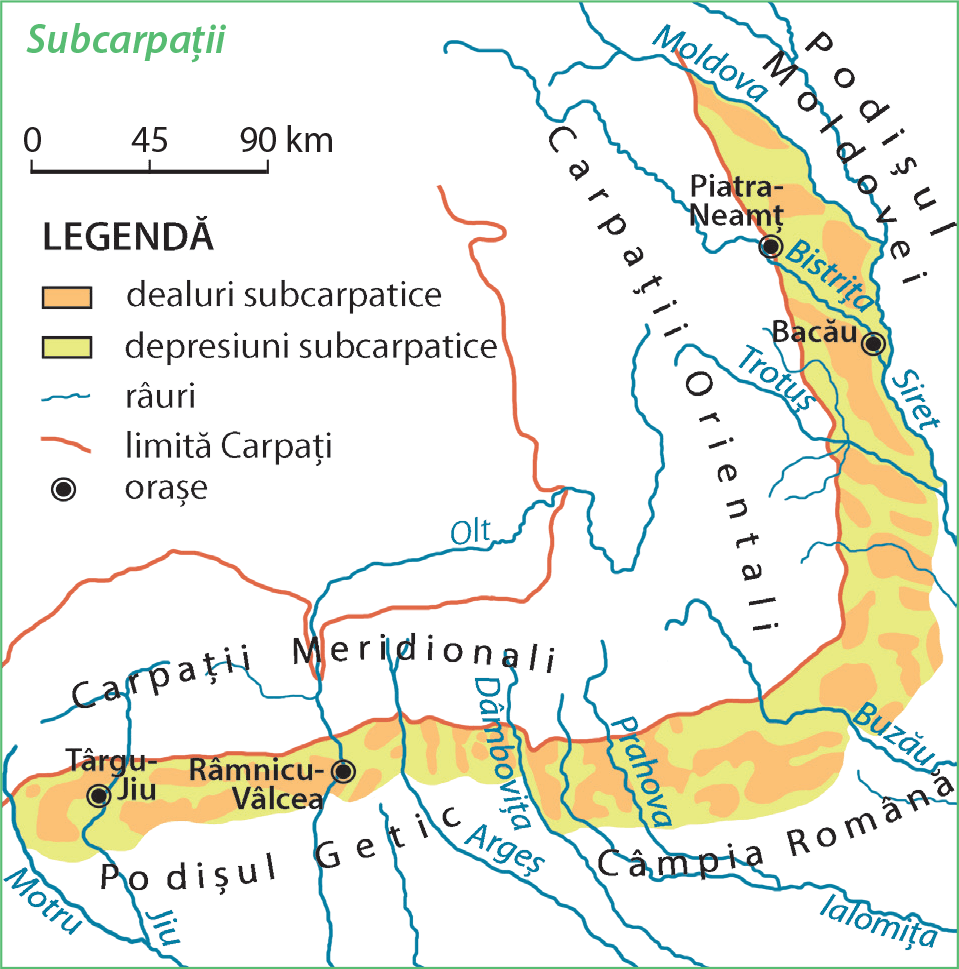 Subcarpații
0 45 90 km
LEGENDĂ
dealuri subcarpatice
depresiuni subcarpatice
râuri
limită Carpați
orașe
Moldova
Podișul
Moldovei
Carpații Orientali
Piatra-
Neamț
Bistrița
Bacău
Trotuș
Siret
Olt
Carpații Meridionali
Dâmbovița
Prahova
Buzău
Târgu-
Jiu
Râmnicu-
Vâlcea
Podișul Getic
Argeș
Câmpia Română
Motru
Jiu
Ialomița